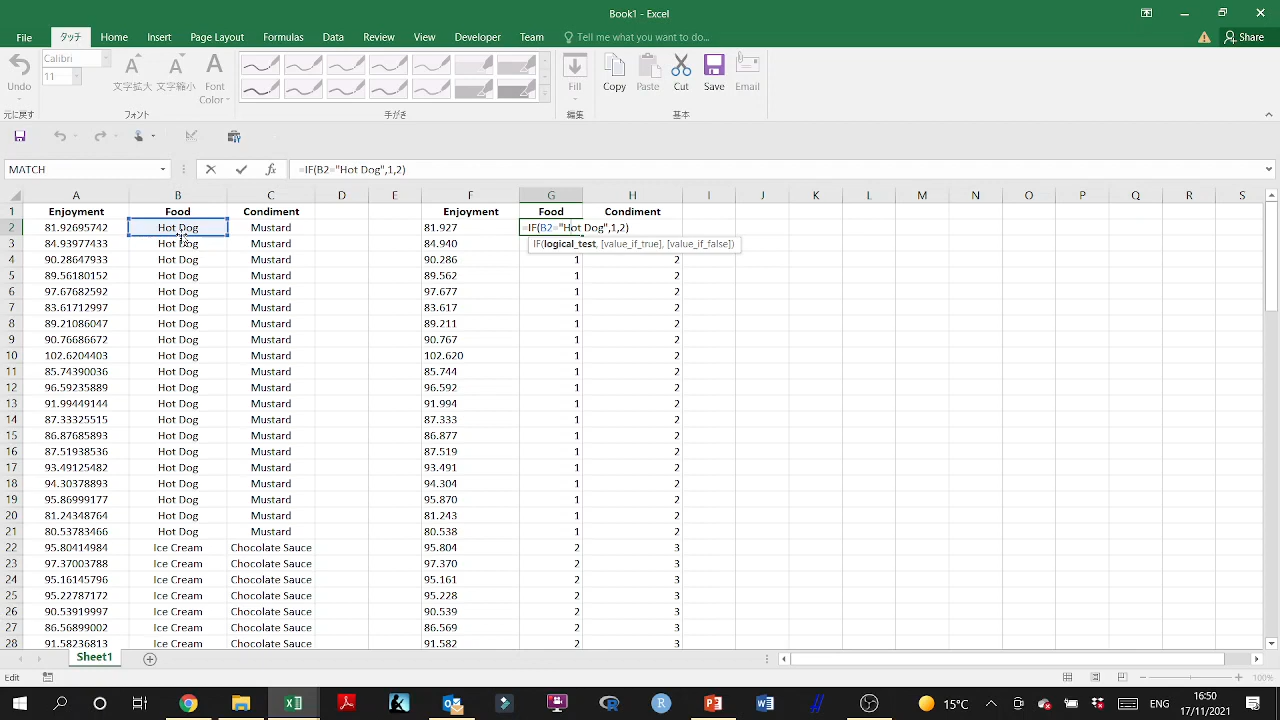 Book1 - Excel
File タッチ Home Insert Page Layout Formulas Data Review View Developer Team Tell me what you want to do... Share
Undo
元に戻す
Calibri
11
文字拡大 文字縮小 Font Color
フォント
手がき
Fill
編集
Copy Paste Cut Save Email
基本
MATCH =IF(B2="Hot Dog",1,2)
A B C D E F G H I J K L M N O P Q R S
1 Enjoyment Food Condiment Enjoyment Food Condiment
2 81.92695742 Hot Dog Mustard 81.927 =IF(B2="Hot Dog",1,2)
IF(logical_test, [value_if_true], [value_if_false])
3 84.93977433 Hot Dog Mustard 84.940
4 90.28647933 Hot Dog Mustard 90.286 1 2
5 89.56180152 Hot Dog Mustard 89.562 1 2
6 97.67682592 Hot Dog Mustard 97.677 1 2
7 83.61712997 Hot Dog Mustard 83.617 1 2
8 89.21086047 Hot Dog Mustard 89.211 1 2
9 90.76686672 Hot Dog Mustard 90.767 1 2
10 102.6204403 Hot Dog Mustard 102.620 1 2
11 85.74390036 Hot Dog Mustard 85.744 1 2
12 96.59235889 Hot Dog Mustard 96.592 1 2
13 91.99449144 Hot Dog Mustard 91.994 1 2
14 87.33325515 Hot Dog Mustard 87.333 1 2
15 86.87685893 Hot Dog Mustard 86.877 1 2
16 87.51938536 Hot Dog Mustard 87.519 1 2
17 93.49125482 Hot Dog Mustard 93.491 1 2
18 94.30378893 Hot Dog Mustard 94.304 1 2
19 95.86999177 Hot Dog Mustard 95.870 1 2
20 81.24348764 Hot Dog Mustard 81.243 1 2
21 80.53783466 Hot Dog Mustard 80.538 1 2
22 95.80414984 Ice Cream Chocolate Sauce 95.804 2 3
23 97.37003788 Ice Cream Chocolate Sauce 97.370 2 3
24 95.16145796 Ice Cream Chocolate Sauce 95.161 2 3
25 95.22787172 Ice Cream Chocolate Sauce 95.228 2 3
26 90.53919997 Ice Cream Chocolate Sauce 90.539 2 3
27 86.56899002 Ice Cream Chocolate Sauce 86.569 2 3
28 91.58236813 Ice Cream Chocolate Sauce 91.582 2 3
Sheet1
Edit 100%
15°C ENG 16:50
17/11/2021